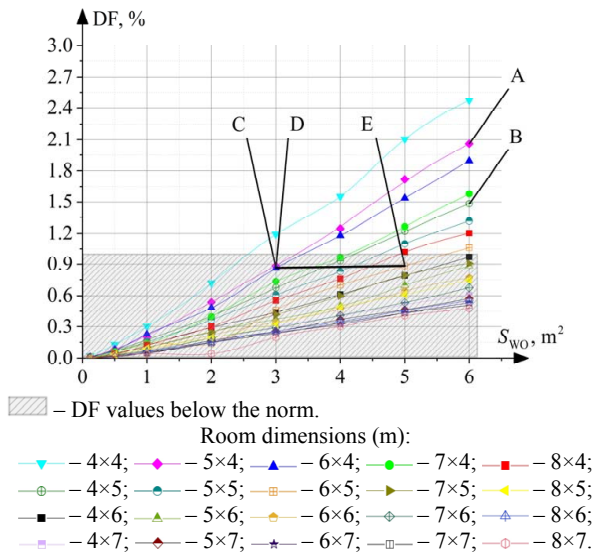 DF, %
3.0
2.7
2.4
2.1
1.8
1.5
1.2
0.9
0.6
0.3
0.0
A
B
C D E
0 1 2 3 4 5 6
S_WO, m²
– DF values below the norm.
Room dimensions (m):
– 4×4; – 5×4; – 6×4; – 7×4; – 8×4;
– 4×5; – 5×5; – 6×5; – 7×5; – 8×5;
– 4×6; – 5×6; – 6×6; – 7×6; – 8×6;
– 4×7; – 5×7; – 6×7; – 7×7; – 8×7.